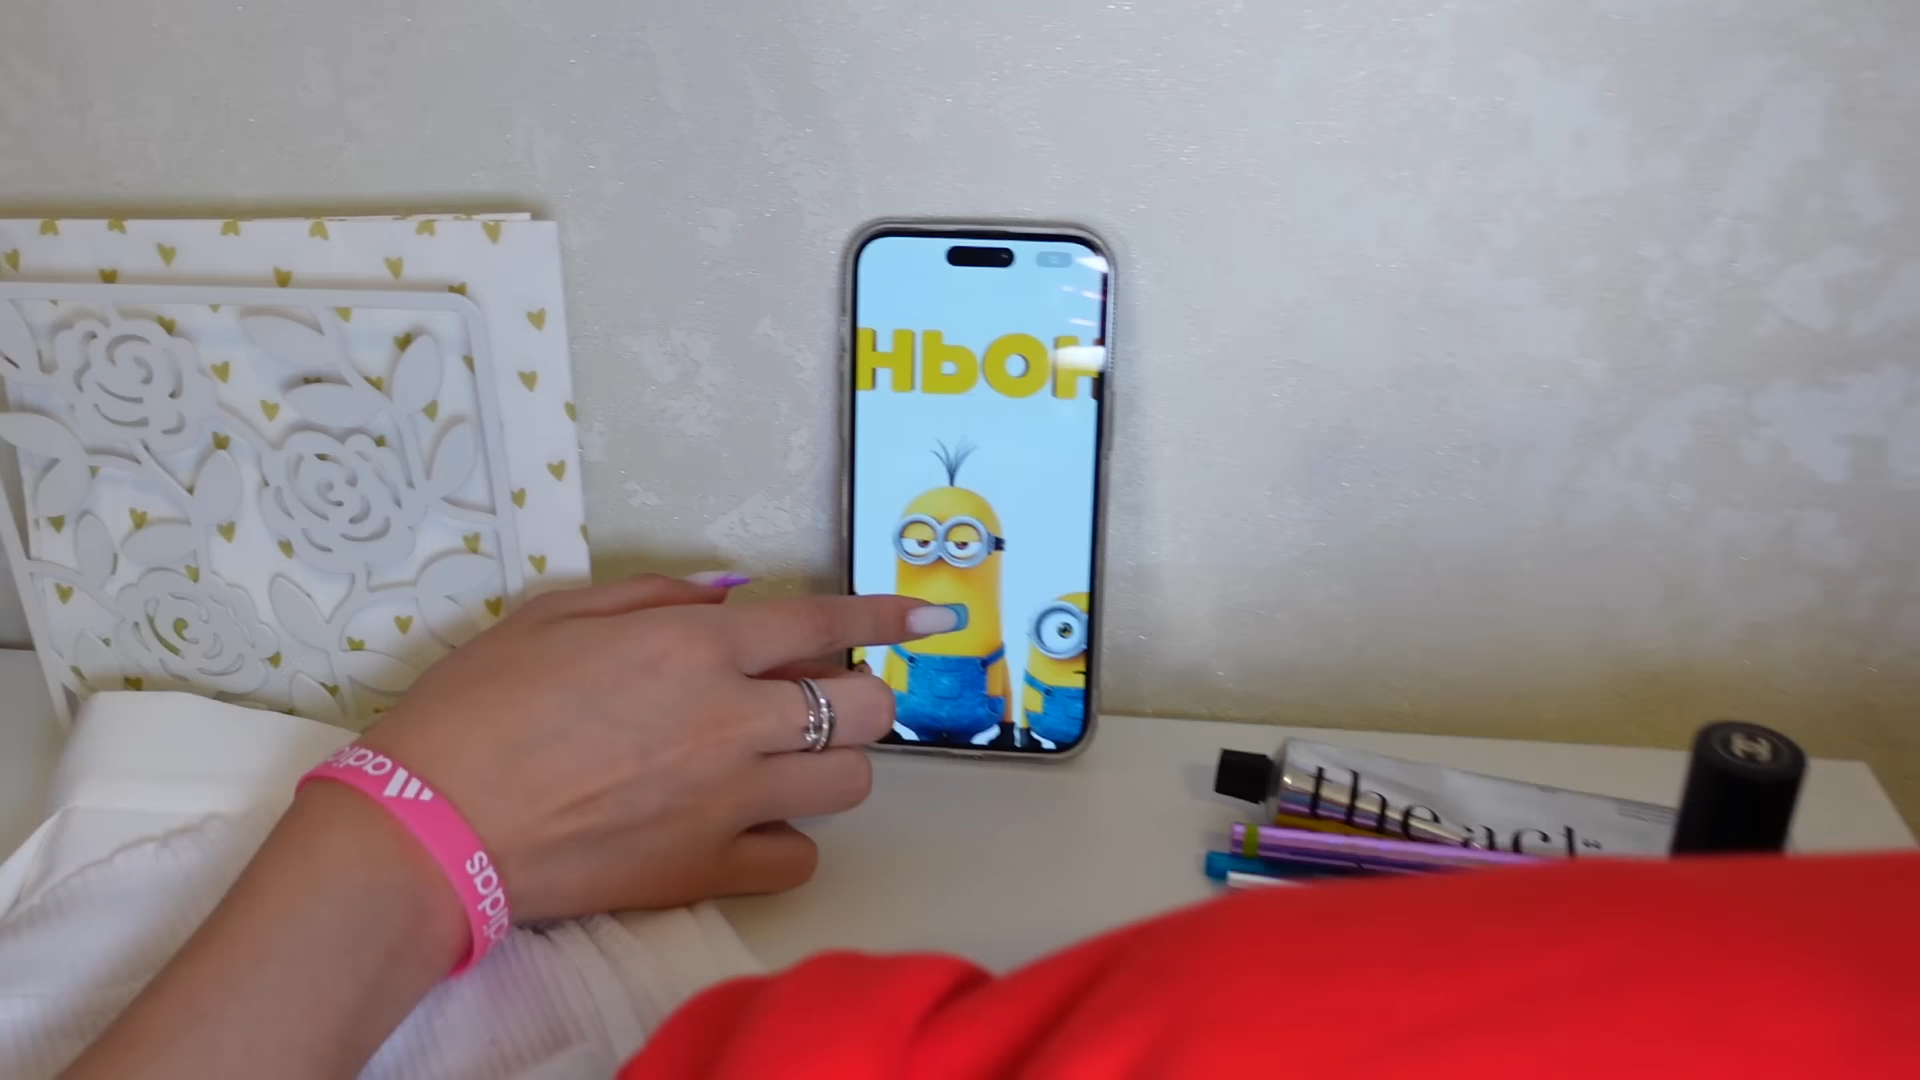 НЬОН
adidas
adidas
the act